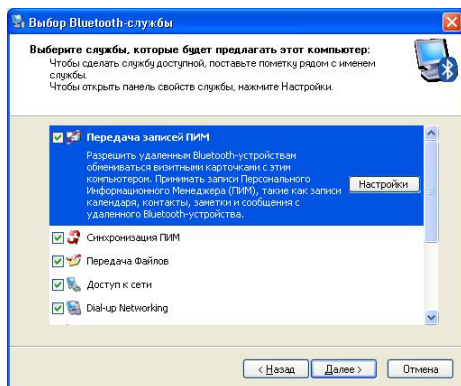 Выбор Bluetooth-службы
Выберите службы, которые будет предлагать этот компьютер:
Чтобы сделать службу доступной, поставьте пометку рядом с именем
службы.
Чтобы открыть панель свойств службы, нажмите Настройки.
Передача записей ПИМ
Разрешить удаленным Bluetooth-устройствам
обмениваться визитными карточками с этим
компьютером. Принимать записи Персонального
Информационного Менеджера (ПИМ), такие как записи
календаря, контакты, заметки и сообщения с
удаленного Bluetooth-устройства.
Настройки
Синхронизация ПИМ
Передача Файлов
Доступ к сети
Dial-up Networking
< Назад
Далее >
Отмена